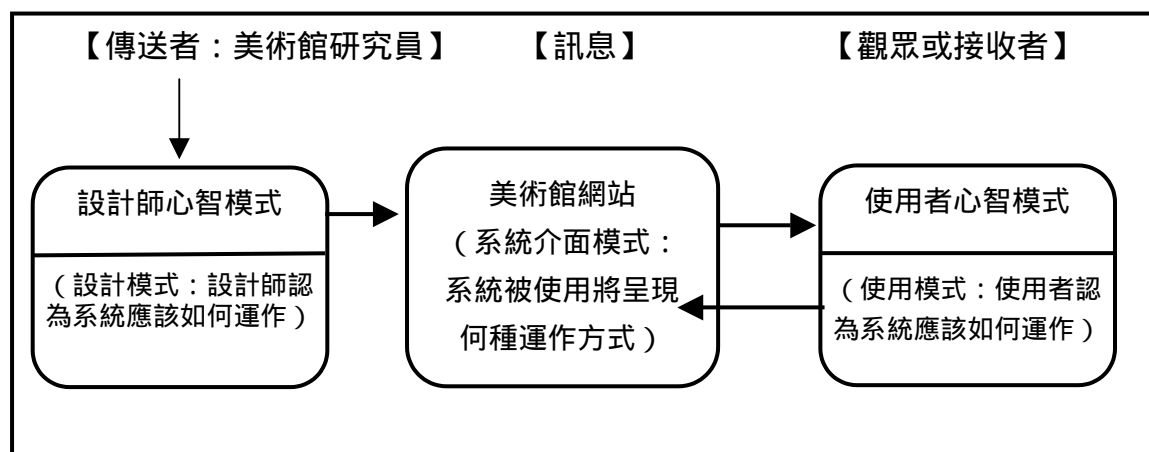 【傳送者：美術館研究員】
【訊息】
【觀眾或接收者】
設計師心智模式
（設計模式：設計師認
為系統應該如何運作）
美術館網站
（系統介面模式：
系統被使用將呈現
何種運作方式）
使用者心智模式
（使用模式：使用者認
為系統應該如何運作）